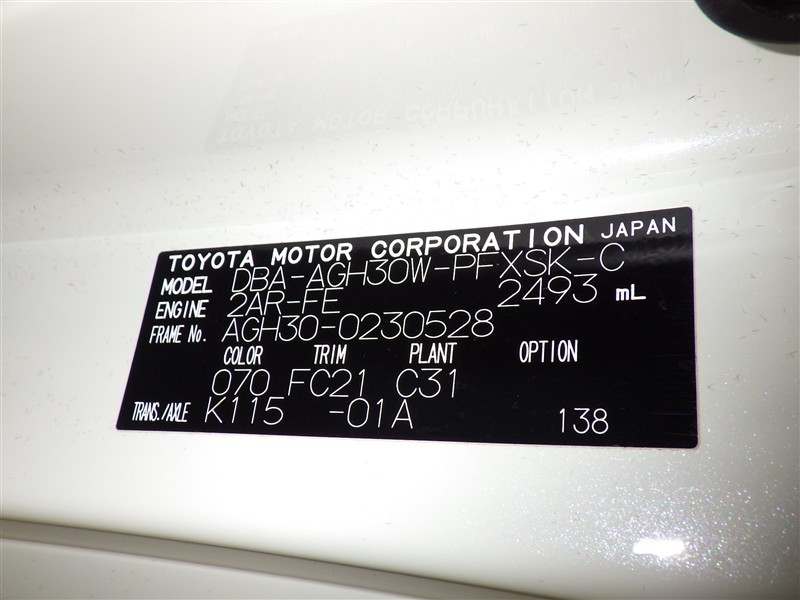 TOYOTA MOTOR CORPORATION JAPAN
MODEL DBA-AGH30W-PFXSK-C
ENGINE 2AR-FE 2493 mL
FRAME No. AGH30-0230528
COLOR TRIM PLANT OPTION
070 FC21 C31
TRANS./AXLE K115 -01A 138